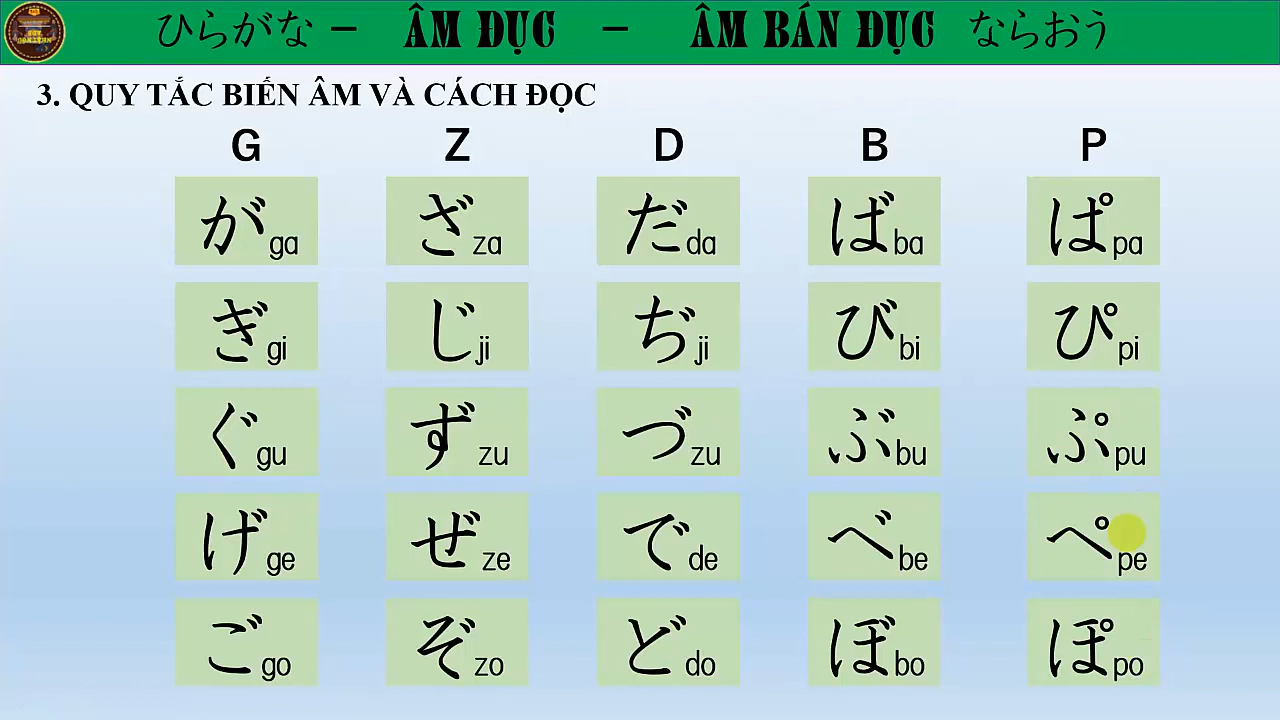 ひらがな – ÂM ĐỤC – ÂM BÁN ĐỤC ならおう
3. QUY TẮC BIẾN ÂM VÀ CÁCH ĐỌC
G Z D B P
が ga ざ za だ da ば ba ぱ pa
ぎ gi じ ji ぢ ji び bi ぴ pi
ぐ gu ず zu づ zu ぶ bu ぷ pu
げ ge ぜ ze で de べ be ぺ pe
ご go ぞ zo ど do ぼ bo ぽ po